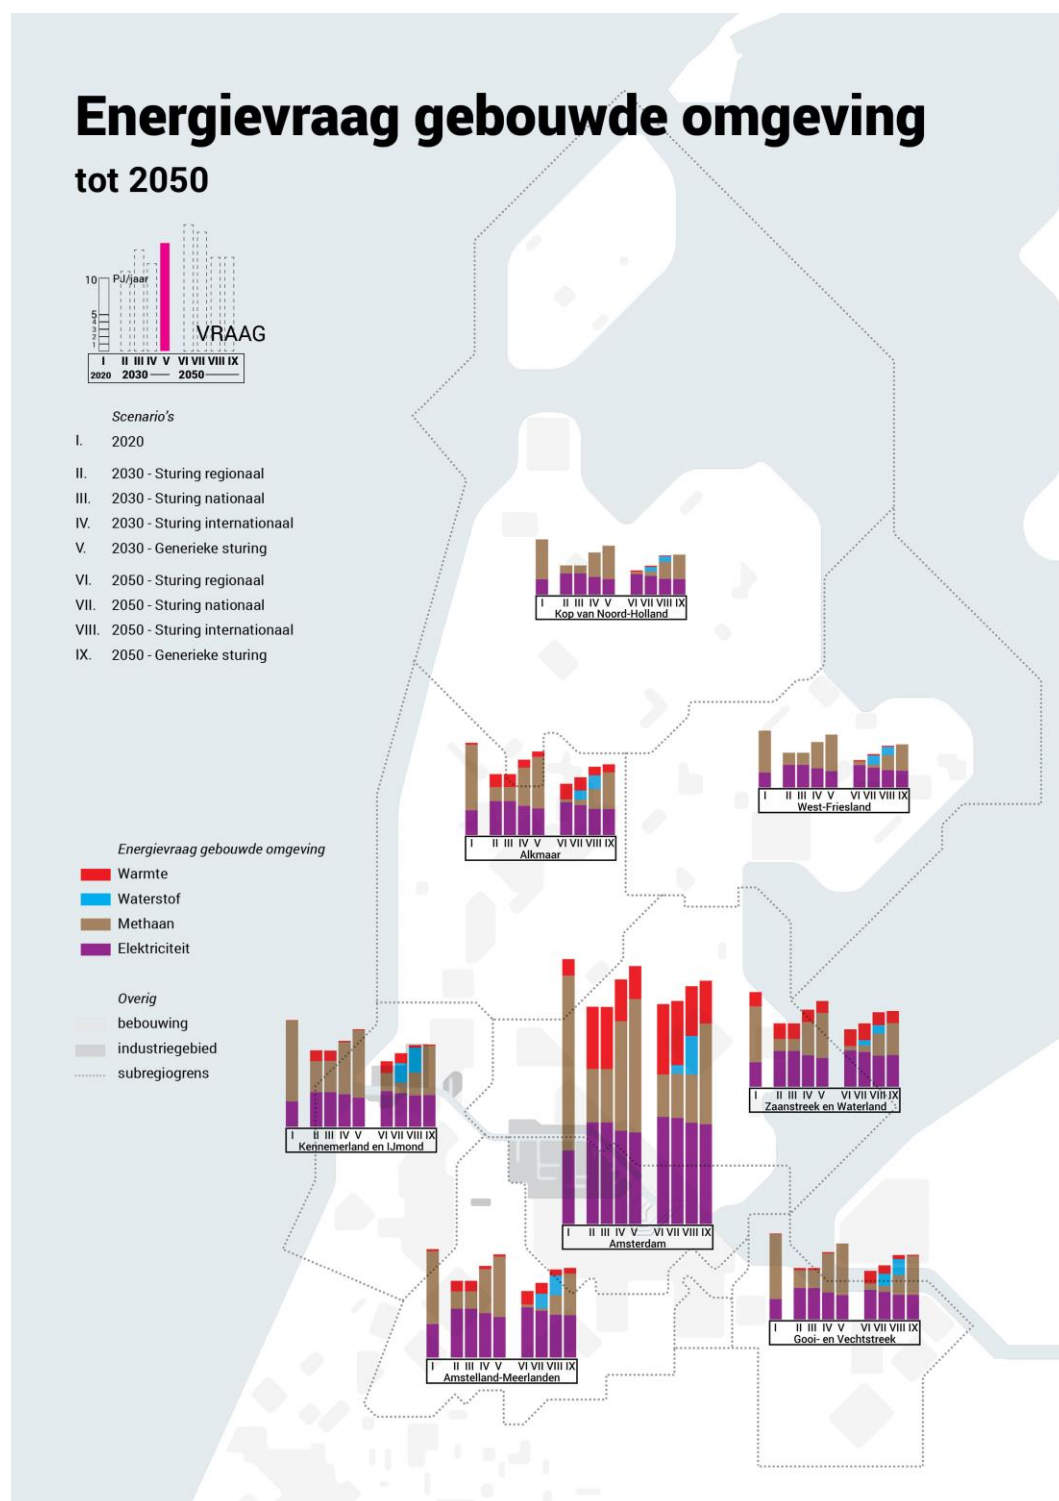 Energievraag gebouwde omgeving
tot 2050
10 PJ/jaar
5
4
3
2
1
VRAAG
I II III IV V VI VII VIII IX
2020 2030 2050
Scenario's
I. 2020
II. 2030 - Sturing regionaal
III. 2030 - Sturing nationaal
IV. 2030 - Sturing internationaal
V. 2030 - Generieke sturing
VI. 2050 - Sturing regionaal
VII. 2050 - Sturing nationaal
VIII. 2050 - Sturing internationaal
IX. 2050 - Generieke sturing
I II III IV V VI VII VIII IX
Kop van Noord-Holland
I II III IV V VI VII VIII IX
West-Friesland
I II III IV V VI VII VIII IX
Alkmaar
Energievraag gebouwde omgeving
Warmte
Waterstof
Methaan
Elektriciteit
Overig
bebouwing
industriegebied
subregiogrens
I II III IV V VI VII VIII IX
Zaanstreek en Waterland
I II III IV V VI VII VIII IX
Kennemerland en IJmond
I II III IV V VI VII VIII IX
Amsterdam
I II III IV V VI VII VIII IX
Gooi- en Vechtstreek
I II III IV V VI VII VIII IX
Amstelland-Meerlanden